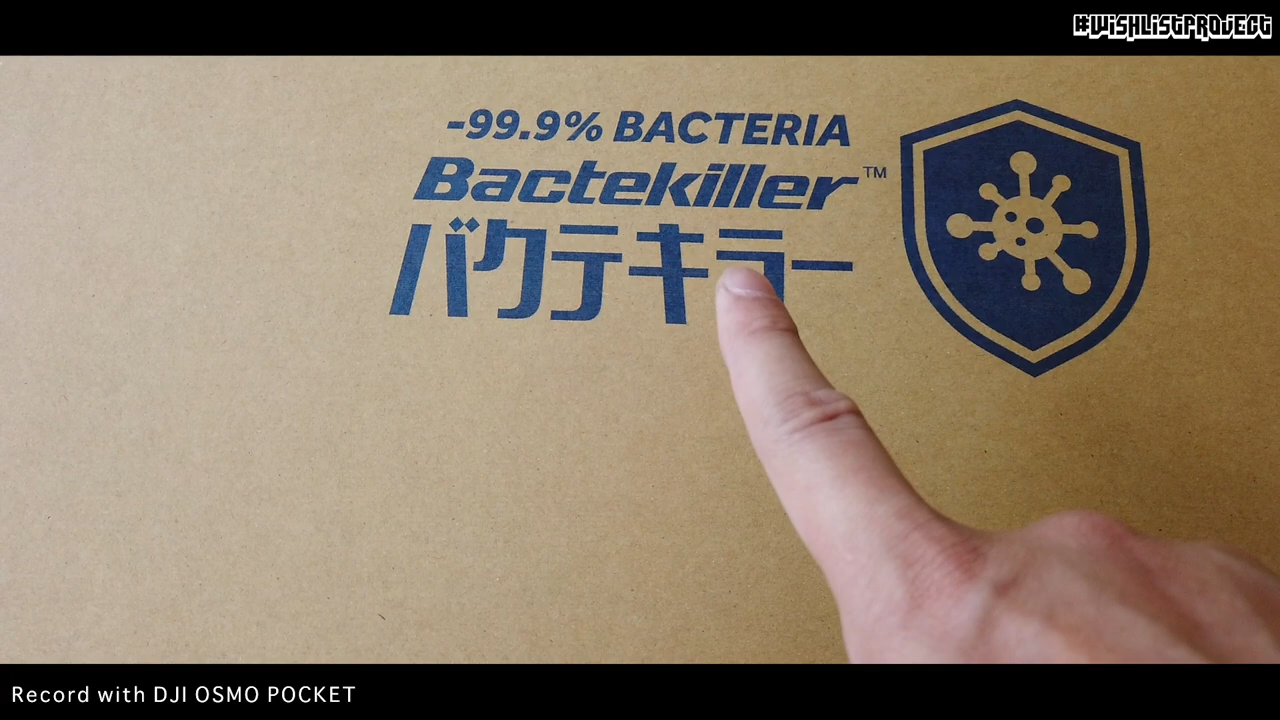 #WISHLISTPROJECT
-99.9% BACTERIA
Bactekiller™
バクテキラー
Record with DJI OSMO POCKET